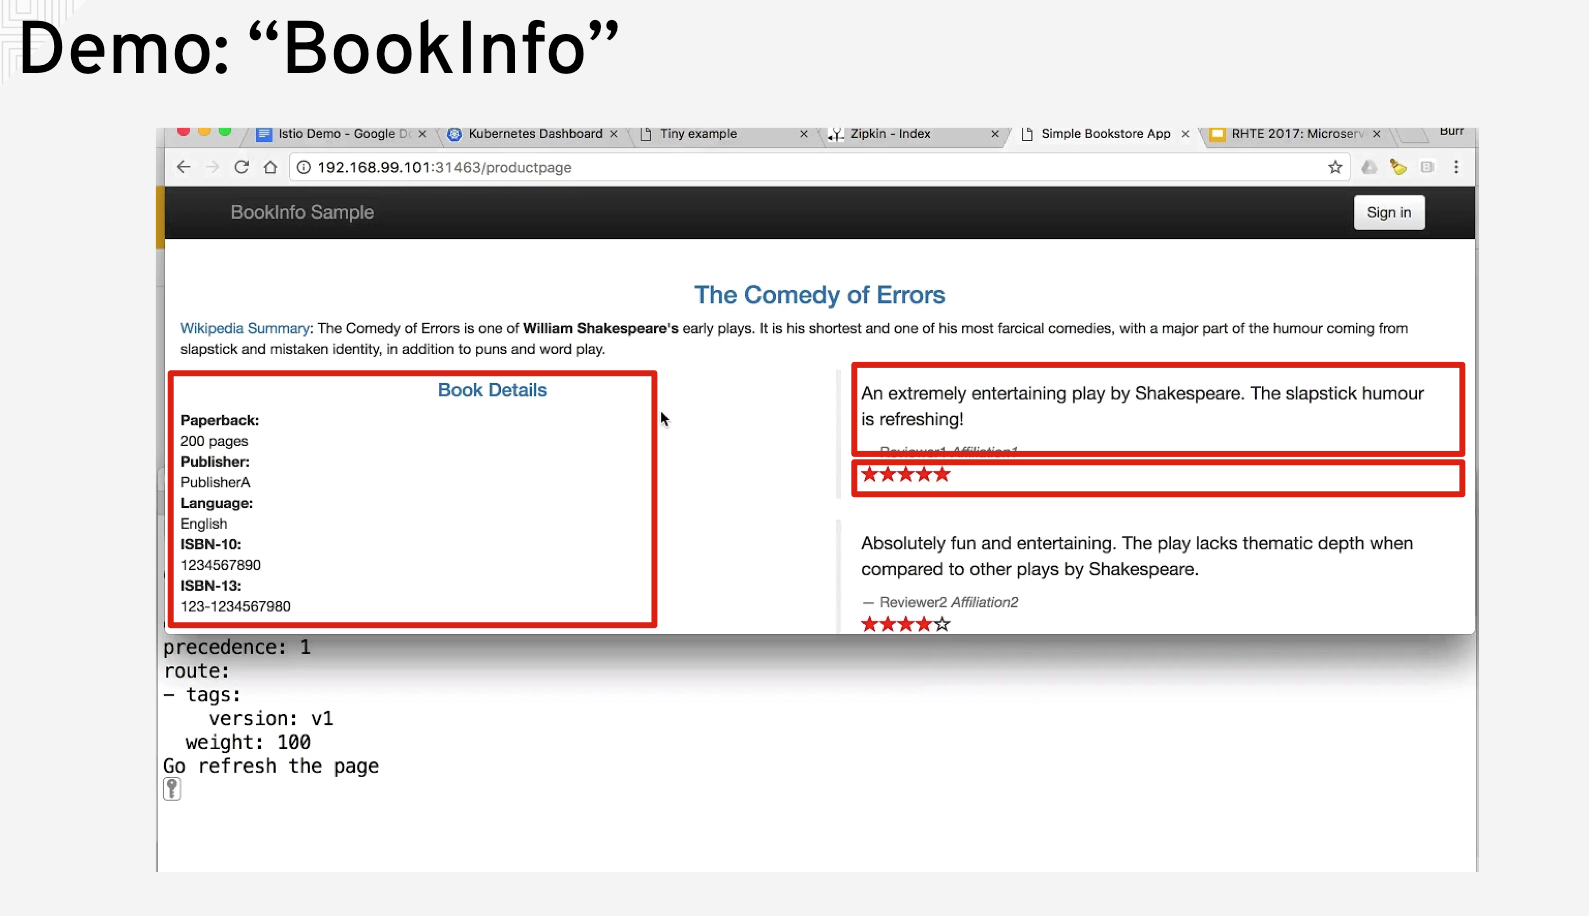 Demo: “BookInfo”
Istio Demo - Google Do
Kubernetes Dashboard
Tiny example
Zipkin - Index
Simple Bookstore App
RHTE 2017: Microserv
Burr
192.168.99.101:31463/productpage
BookInfo Sample
Sign in
The Comedy of Errors
Wikipedia Summary: The Comedy of Errors is one of William Shakespeare's early plays. It is his shortest and one of his most farcical comedies, with a major part of the humour coming from
slapstick and mistaken identity, in addition to puns and word play.
Book Details
Paperback:
200 pages
Publisher:
PublisherA
Language:
English
ISBN-10:
1234567890
ISBN-13:
123-1234567980
An extremely entertaining play by Shakespeare. The slapstick humour
is refreshing!
Reviewer1 Affiliation1
Absolutely fun and entertaining. The play lacks thematic depth when
compared to other plays by Shakespeare.
— Reviewer2 Affiliation2
precedence: 1
route:
- tags:
version: v1
weight: 100
Go refresh the page